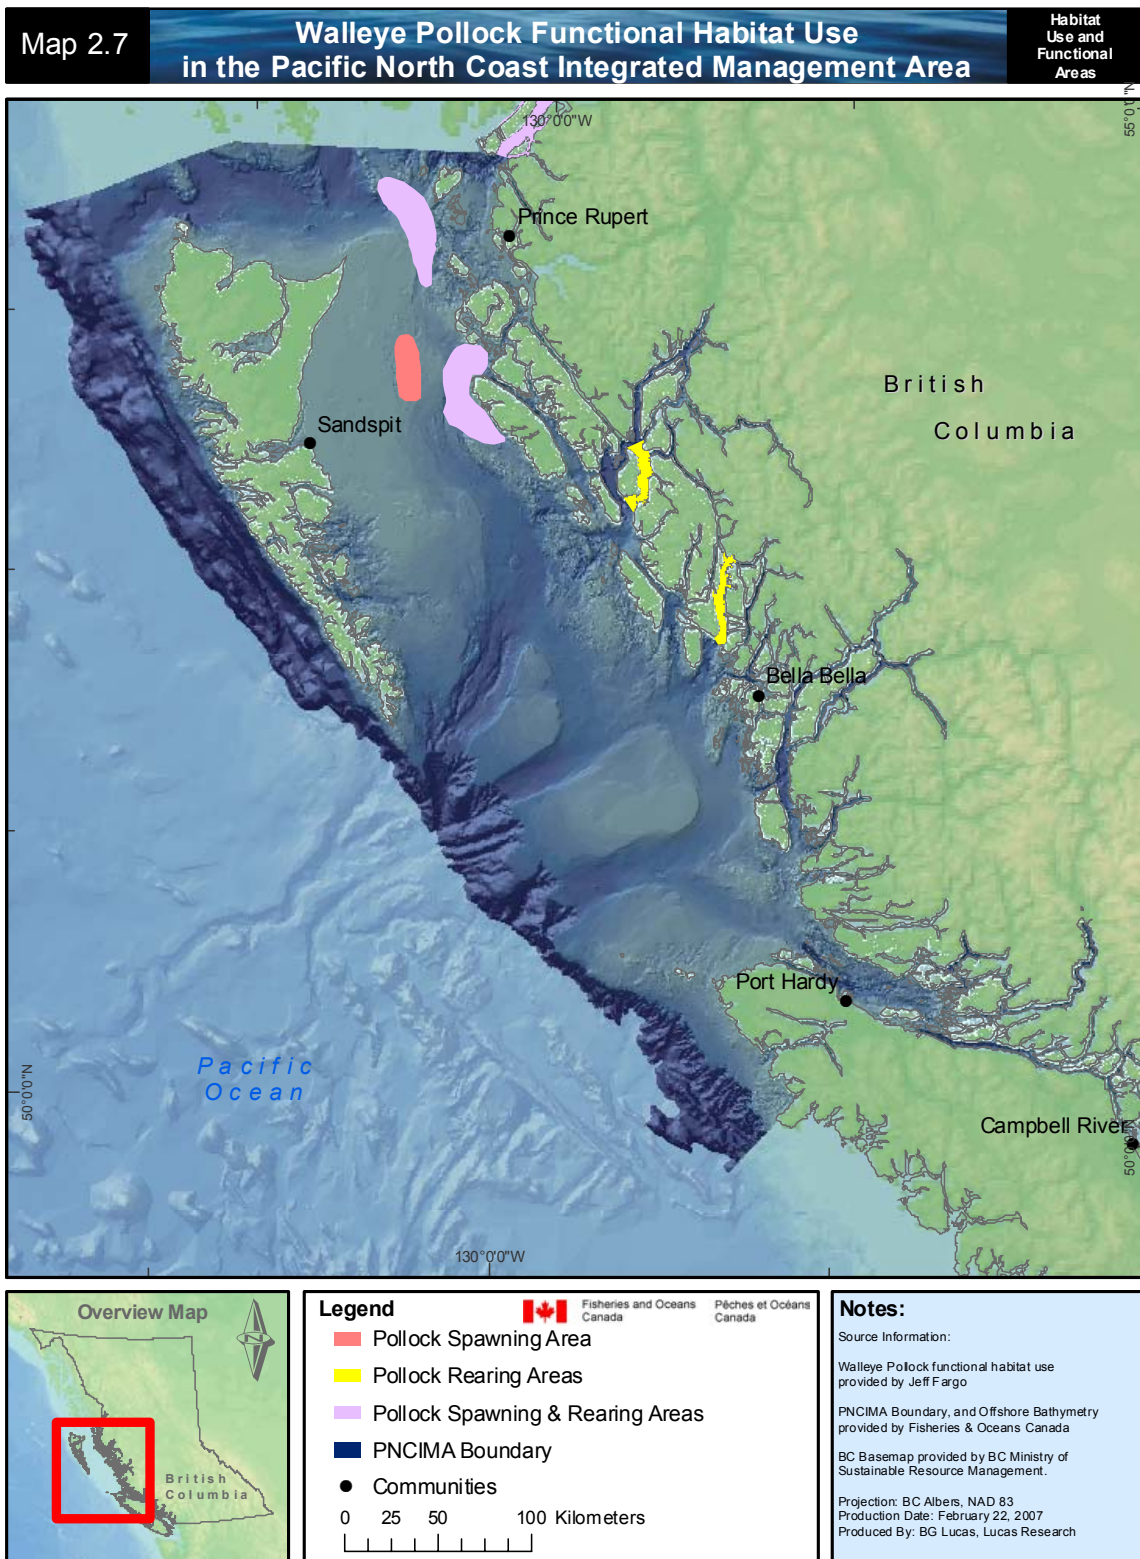 Map 2.7
Walleye Pollock Functional Habitat Use
in the Pacific North Coast Integrated Management Area
Habitat
Use and
Functional
Areas
130°0'0"W
55°0'0"N
Prince Rupert
British
Columbia
Sandspit
Bella Bella
Port Hardy
Pacific
Ocean
50°0'0"N
Campbell River
50°0'0"N
130°0'0"W
Overview Map
N
British
Columbia
Legend
Fisheries and Oceans
Canada
Pêches et Océans
Canada
Pollock Spawning Area
Pollock Rearing Areas
Pollock Spawning & Rearing Areas
PNCIMA Boundary
Communities
0 25 50 100 Kilometers
Notes:
Source Information:
Walleye Pollock functional habitat use
provided by Jeff Fargo
PNCIMA Boundary, and Offshore Bathymetry
provided by Fisheries & Oceans Canada
BC Basemap provided by BC Ministry of
Sustainable Resource Management.
Projection: BC Albers, NAD 83
Production Date: February 22, 2007
Produced By: BG Lucas, Lucas Research